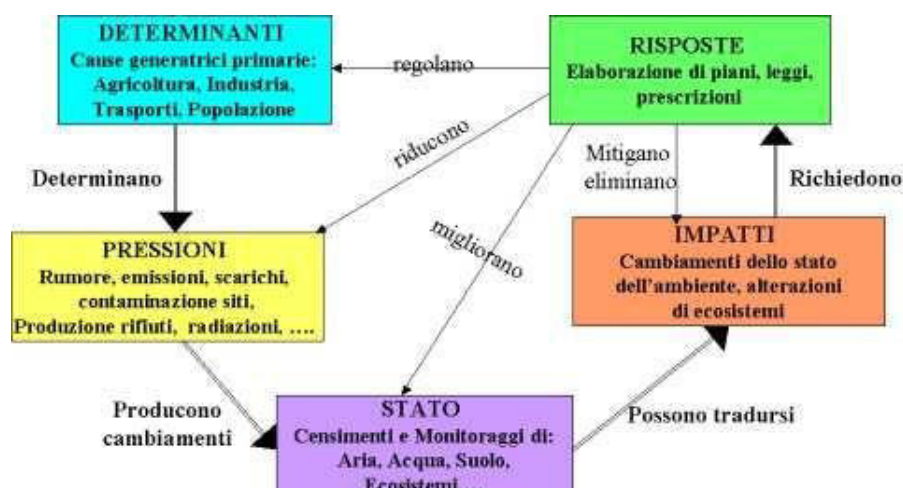 DETERMINANTI
Cause generatrici primarie:
Agricoltura, Industria,
Trasporti, Popolazione
regolano
RISPOSTE
Elaborazione di piani, leggi,
prescrizioni
riducono
Determinano
Mitigano
eliminano
Richiedono
migliorano
PRESSIONI
Rumore, emissioni, scarichi,
contaminazione siti,
Produzione rifiuti, radiazioni, ....
IMPATTI
Cambiamenti dello stato
dell'ambiente, alterazioni
di ecosistemi
Producono
cambiamenti
STATO
Censimenti e Monitoraggi di:
Aria, Acqua, Suolo,
Ecosistemi ....
Possono tradursi